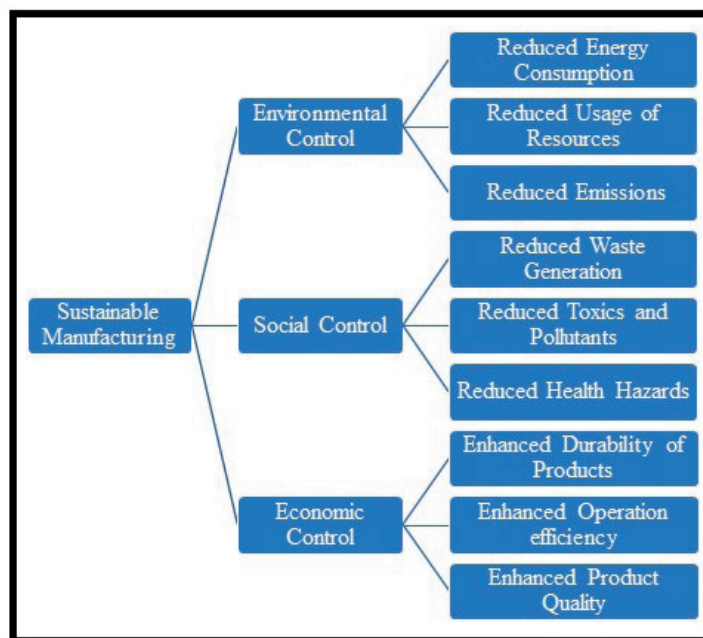 Sustainable
Manufacturing
Environmental
Control
Reduced Energy
Consumption
Reduced Usage of
Resources
Reduced Emissions
Social Control
Reduced Waste
Generation
Reduced Toxics and
Pollutants
Reduced Health Hazards
Economic
Control
Enhanced Durability of
Products
Enhanced Operation
efficiency
Enhanced Product
Quality